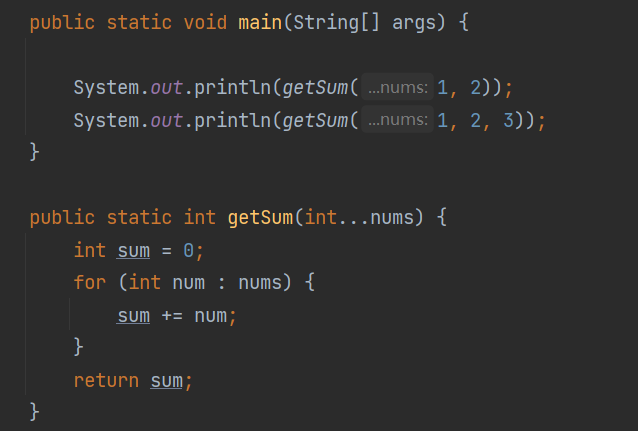 public static void main(String[] args) {
System.out.println(getSum( ...nums: 1, 2));
System.out.println(getSum( ...nums: 1, 2, 3));
}
public static int getSum(int...nums) {
int sum = 0;
for (int num : nums) {
sum += num;
}
return sum;
}